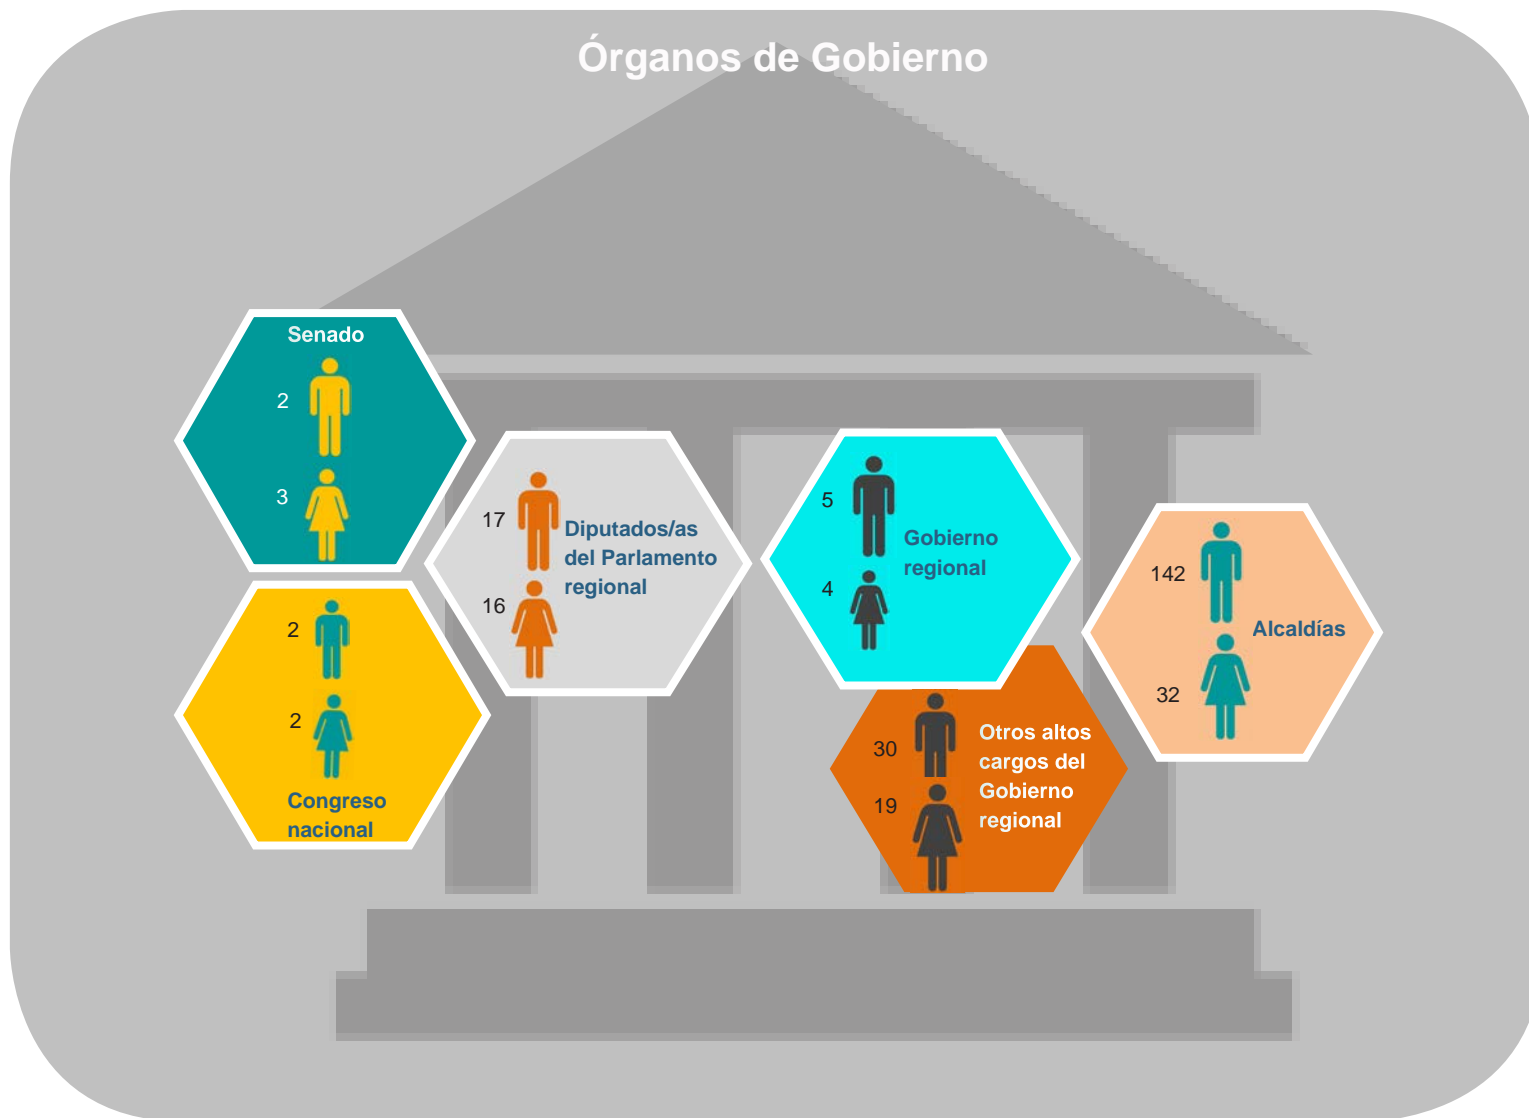 Órganos de Gobierno
Senado
2
3
2
2
Congreso
nacional
17
16
Diputados/as
del Parlamento
regional
5
4
Gobierno
regional
30
19
Otros altos
cargos del
Gobierno
regional
142
32
Alcaldías